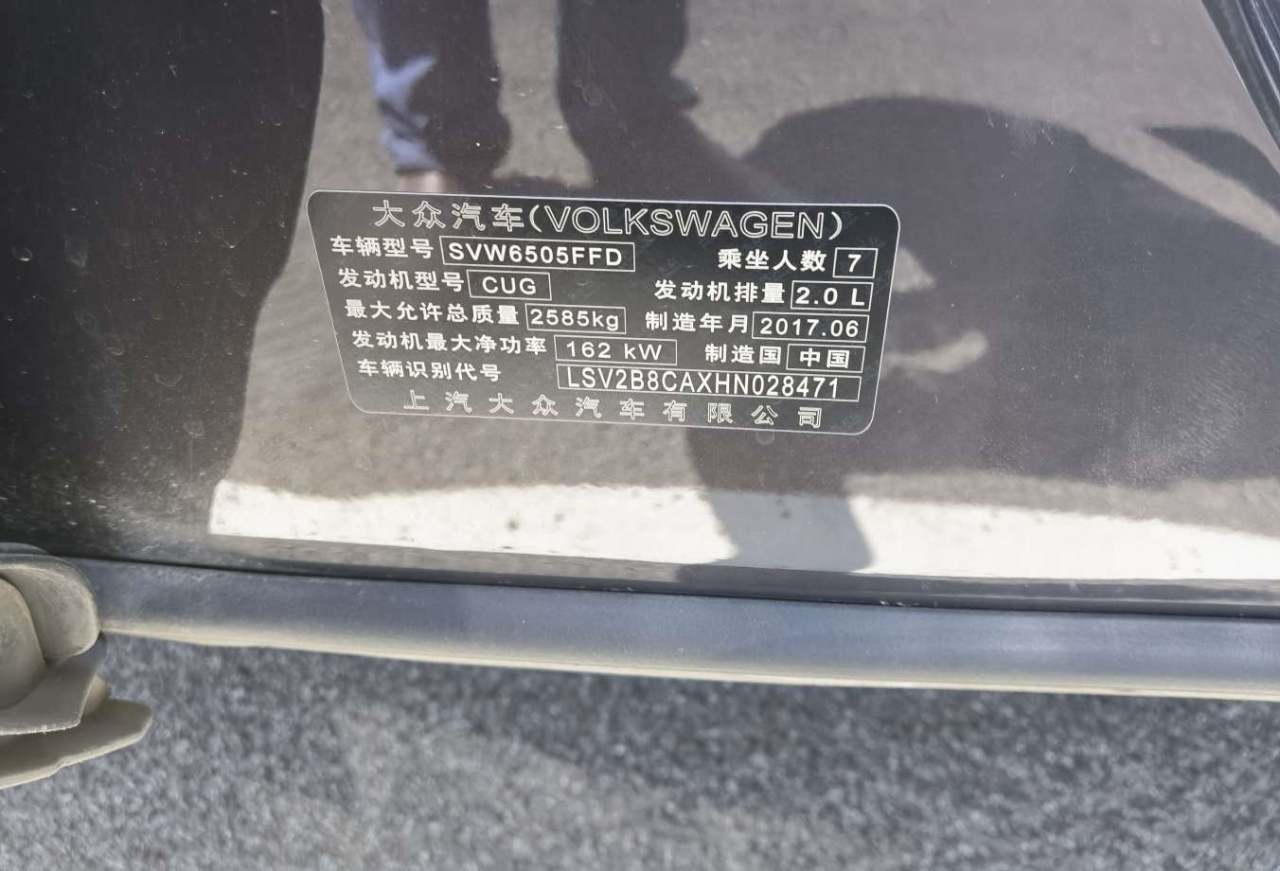 大众汽车(VOLKSWAGEN)
车辆型号 SVW6505FFD 乘坐人数 7
发动机型号 CUG 发动机排量 2.0 L
最大允许总质量 2585kg 制造年月 2017.06
发动机最大净功率 162 kW 制造国 中国
车辆识别代号 LSV2B8CAXHN028471
上汽大众汽车有限公司